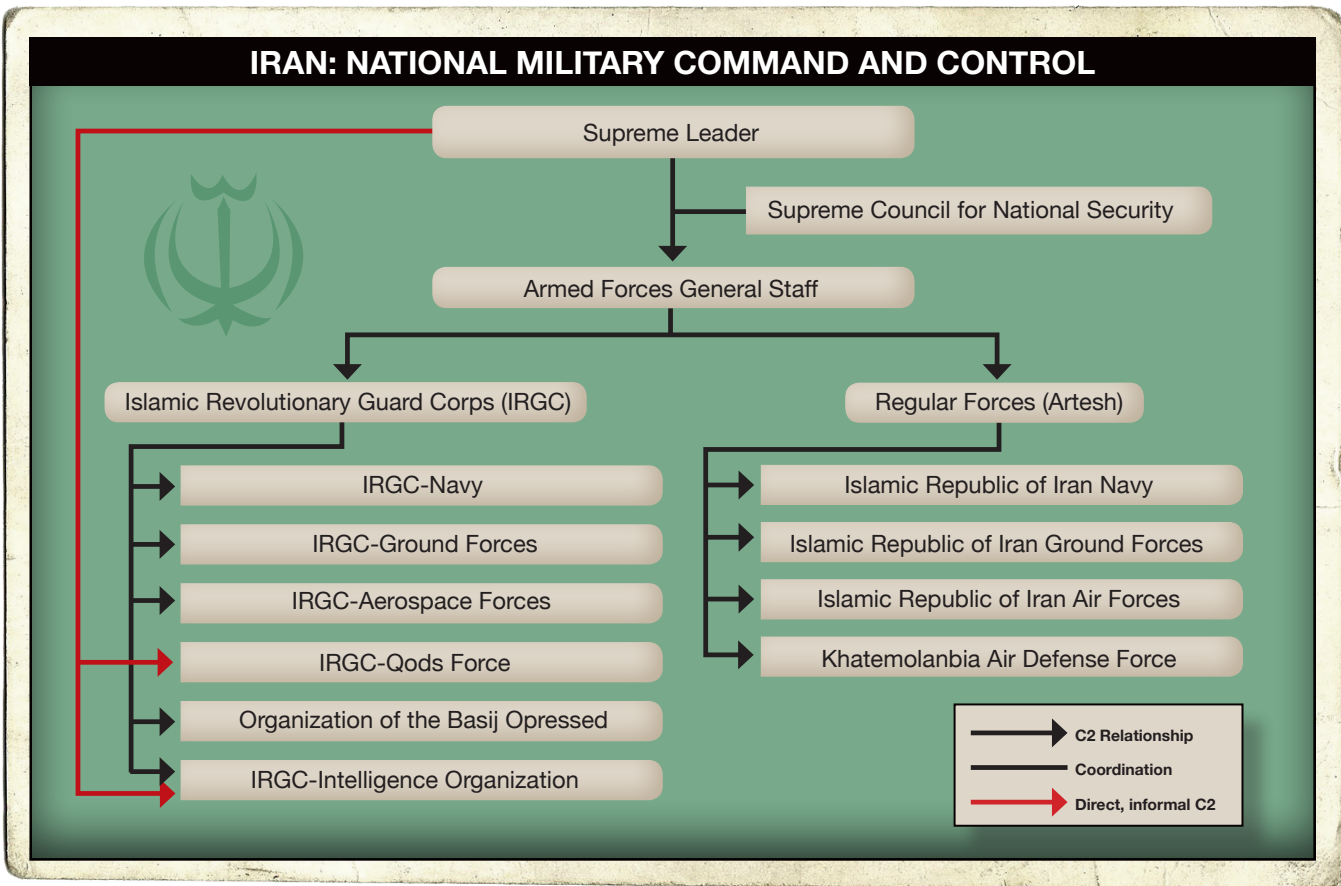 IRAN: NATIONAL MILITARY COMMAND AND CONTROL
Supreme Leader
Supreme Council for National Security
Armed Forces General Staff
Islamic Revolutionary Guard Corps (IRGC)
IRGC-Navy
IRGC-Ground Forces
IRGC-Aerospace Forces
IRGC-Qods Force
Organization of the Basij Opressed
IRGC-Intelligence Organization
Regular Forces (Artesh)
Islamic Republic of Iran Navy
Islamic Republic of Iran Ground Forces
Islamic Republic of Iran Air Forces
Khatemolanbia Air Defense Force
C2 Relationship
Coordination
Direct, informal C2